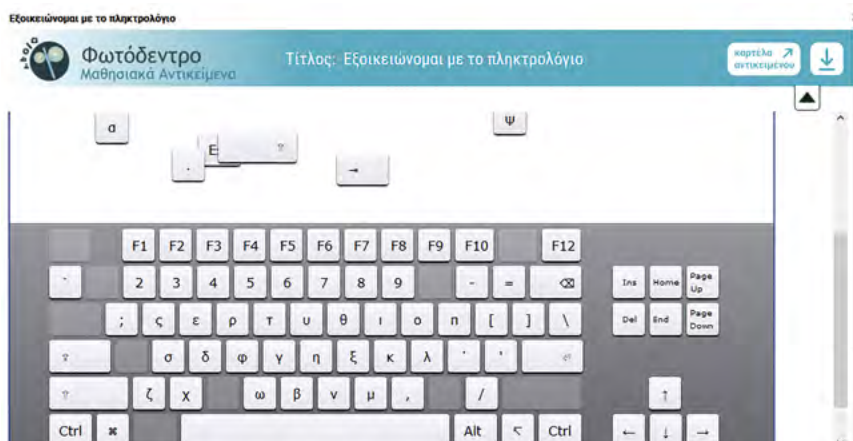 Εξοικειώνομαι με το πληκτρολόγιο
Φωτόδεντρο
Μαθησιακά Αντικείμενα
Τίτλος: Εξοικειώνομαι με το πληκτρολόγιο
καρτέλα
αντικειμένου
α
ψ
E
.
→
F1 F2 F3 F4 F5 F6 F7 F8 F9 F10 F12
` 2 3 4 5 6 7 8 9 - = ⌫
Ins Home Page Up
; ς ε ρ τ υ θ ι ο π [ ] \
Del End Page Down
σ δ φ γ η ξ κ λ ΄ '
ζ χ ω β ν μ , /
↑
Ctrl ⌘ Alt Ctrl
← ↓ →